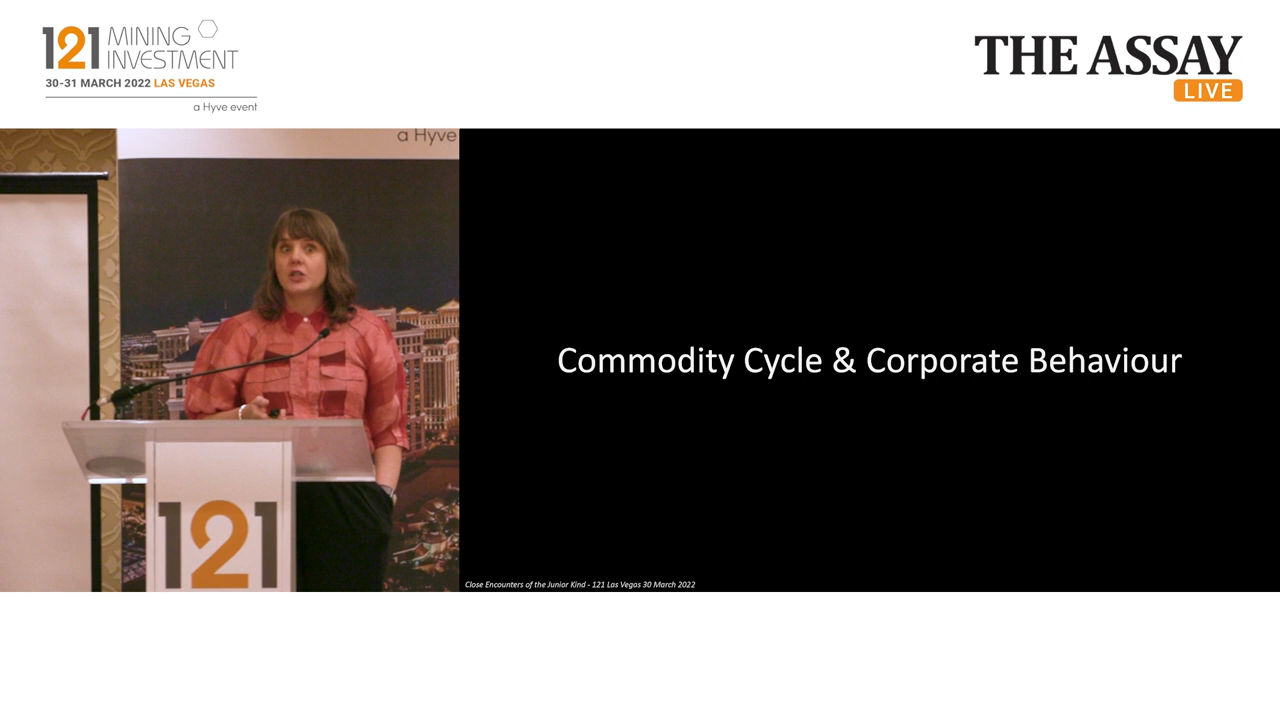 121 MINING INVESTMENT
30-31 MARCH 2022 LAS VEGAS
a Hyve event
THE ASSAY
LIVE
a Hyve
Commodity Cycle & Corporate Behaviour
121
Close Encounters of the Junior Kind - 121 Las Vegas 30 March 2022